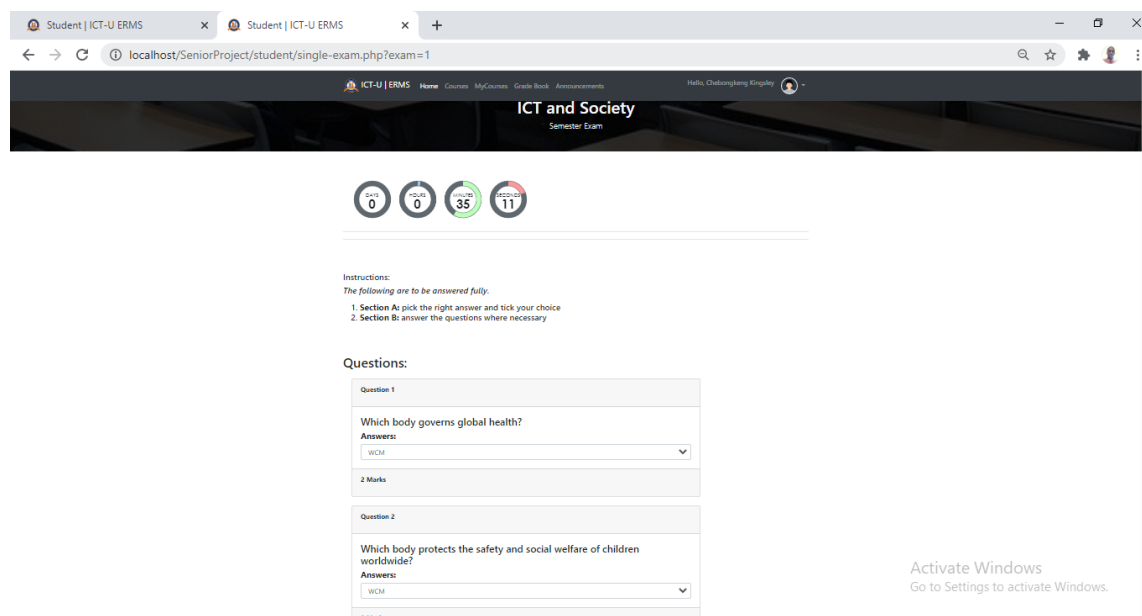 Student | ICT-U ERMS
Student | ICT-U ERMS
localhost/SeniorProject/student/single-exam.php?exam=1
ICT-U | ERMS Home Courses MyCourses Grade Book Announcements Hello, Chebongkeng Kingsley
ICT and Society
Semester Exam
DAYS
0
HOURS
0
MINUTES
35
SECONDS
11
Instructions:
The following are to be answered fully.
1. Section A: pick the right answer and tick your choice
2. Section B: answer the questions where necessary
Questions:
Question 1
Which body governs global health?
Answers:
WCM
2 Marks
Question 2
Which body protects the safety and social welfare of children
worldwide?
Answers:
WCM
Activate Windows
Go to Settings to activate Windows.